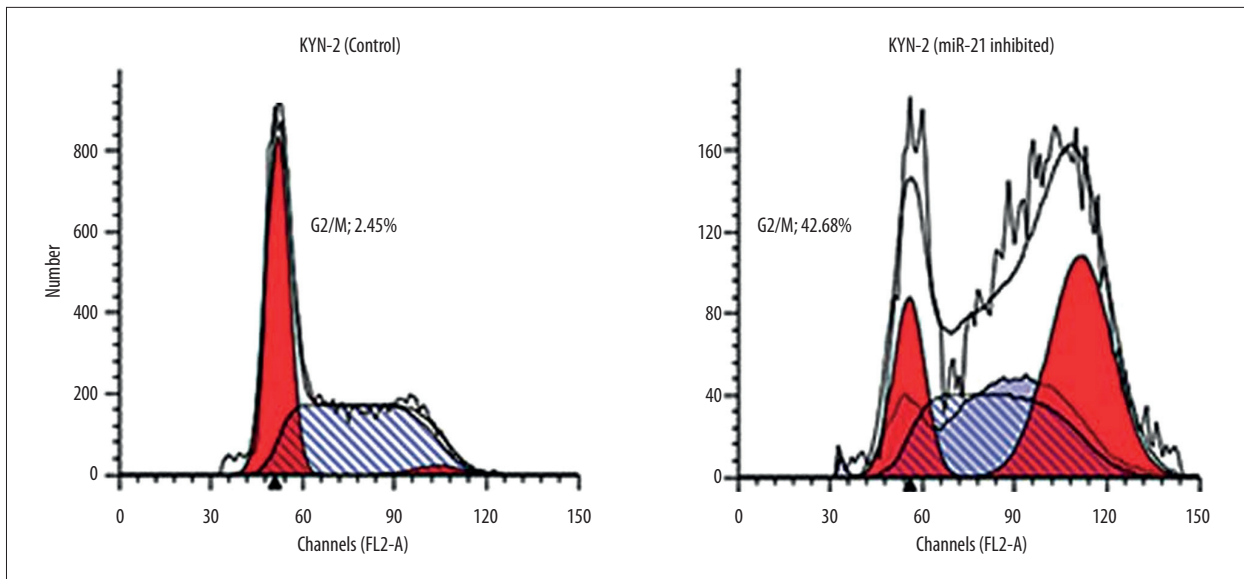 KYN-2 (Control)
800
600
400
200
0
Number
G2/M; 2.45%
0 30 60 90 120 150
Channels (FL2-A)
KYN-2 (miR-21 inhibited)
160
120
80
40
0
G2/M; 42.68%
0 30 60 90 120 150
Channels (FL2-A)